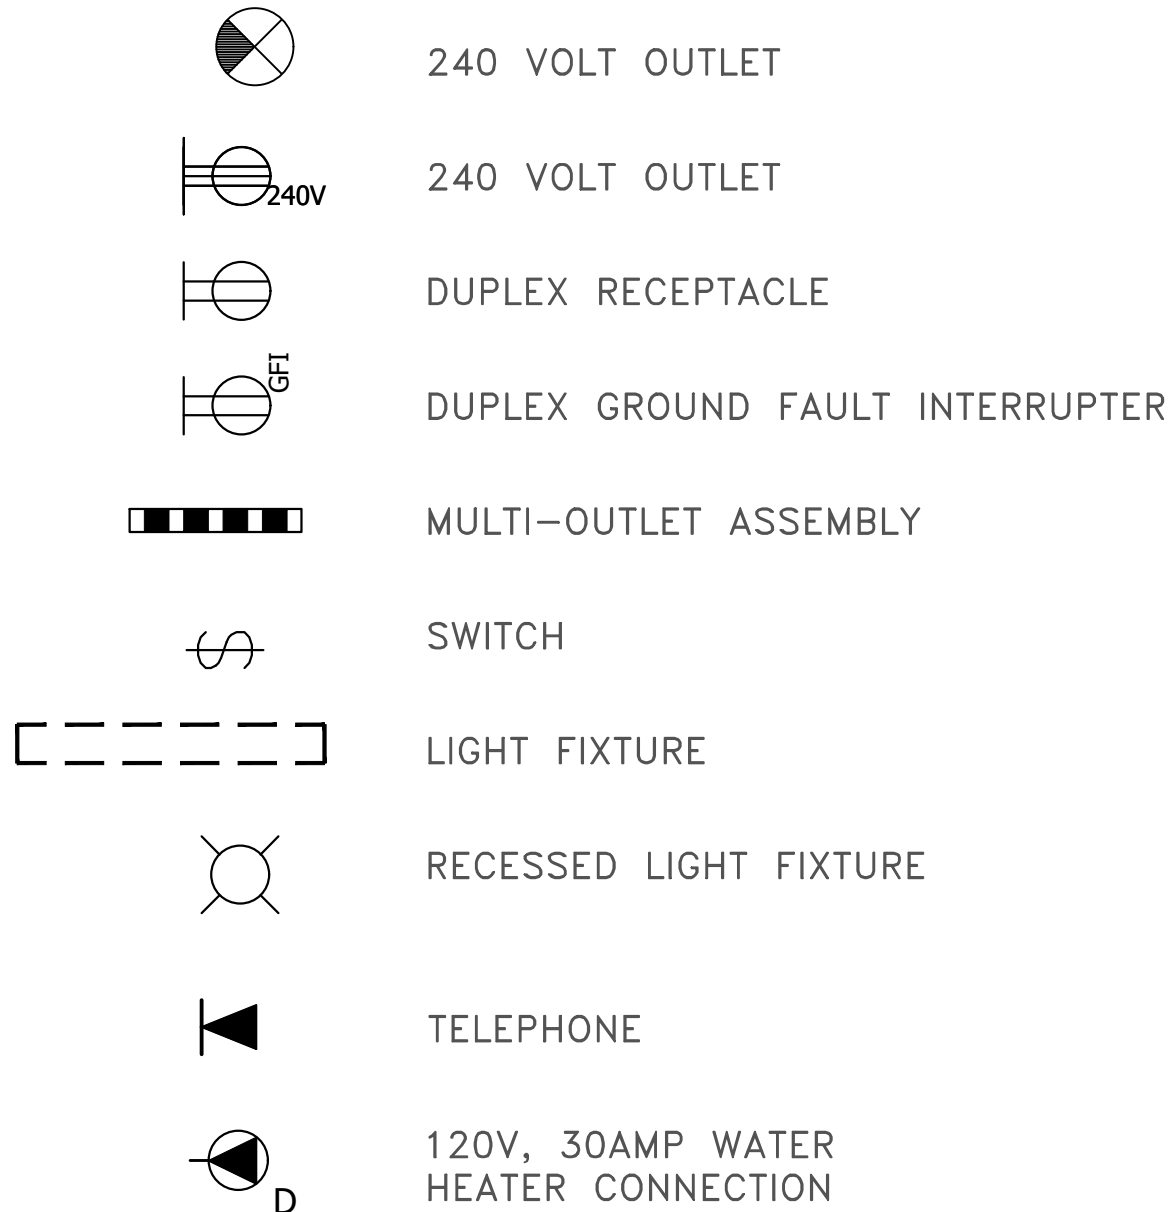 240 VOLT OUTLET
240V
240 VOLT OUTLET
DUPLEX RECEPTACLE
GFI
DUPLEX GROUND FAULT INTERRUPTER
MULTI-OUTLET ASSEMBLY
SWITCH
LIGHT FIXTURE
RECESSED LIGHT FIXTURE
TELEPHONE
120V, 30AMP WATER
HEATER CONNECTION
D